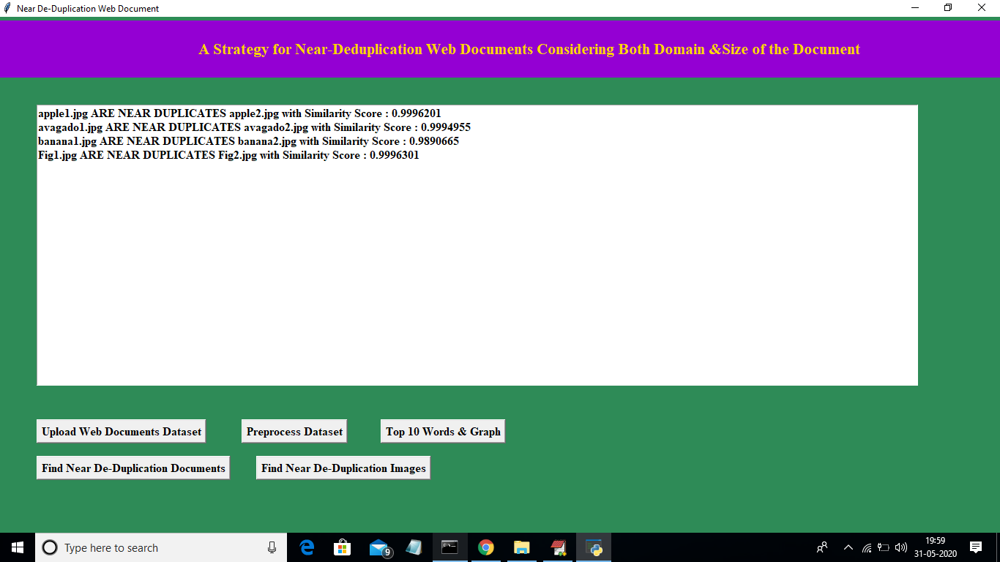 Near De-Duplication Web Document
A Strategy for Near-Deduplication Web Documents Considering Both Domain &Size of the Document
apple1.jpg ARE NEAR DUPLICATES apple2.jpg with Similarity Score : 0.9996201
avagado1.jpg ARE NEAR DUPLICATES avagado2.jpg with Similarity Score : 0.9994955
banana1.jpg ARE NEAR DUPLICATES banana2.jpg with Similarity Score : 0.9890665
Fig1.jpg ARE NEAR DUPLICATES Fig2.jpg with Similarity Score : 0.9996301
Upload Web Documents Dataset Preprocess Dataset Top 10 Words & Graph
Find Near De-Duplication Documents Find Near De-Duplication Images
Type here to search 9 19:59
31-05-2020